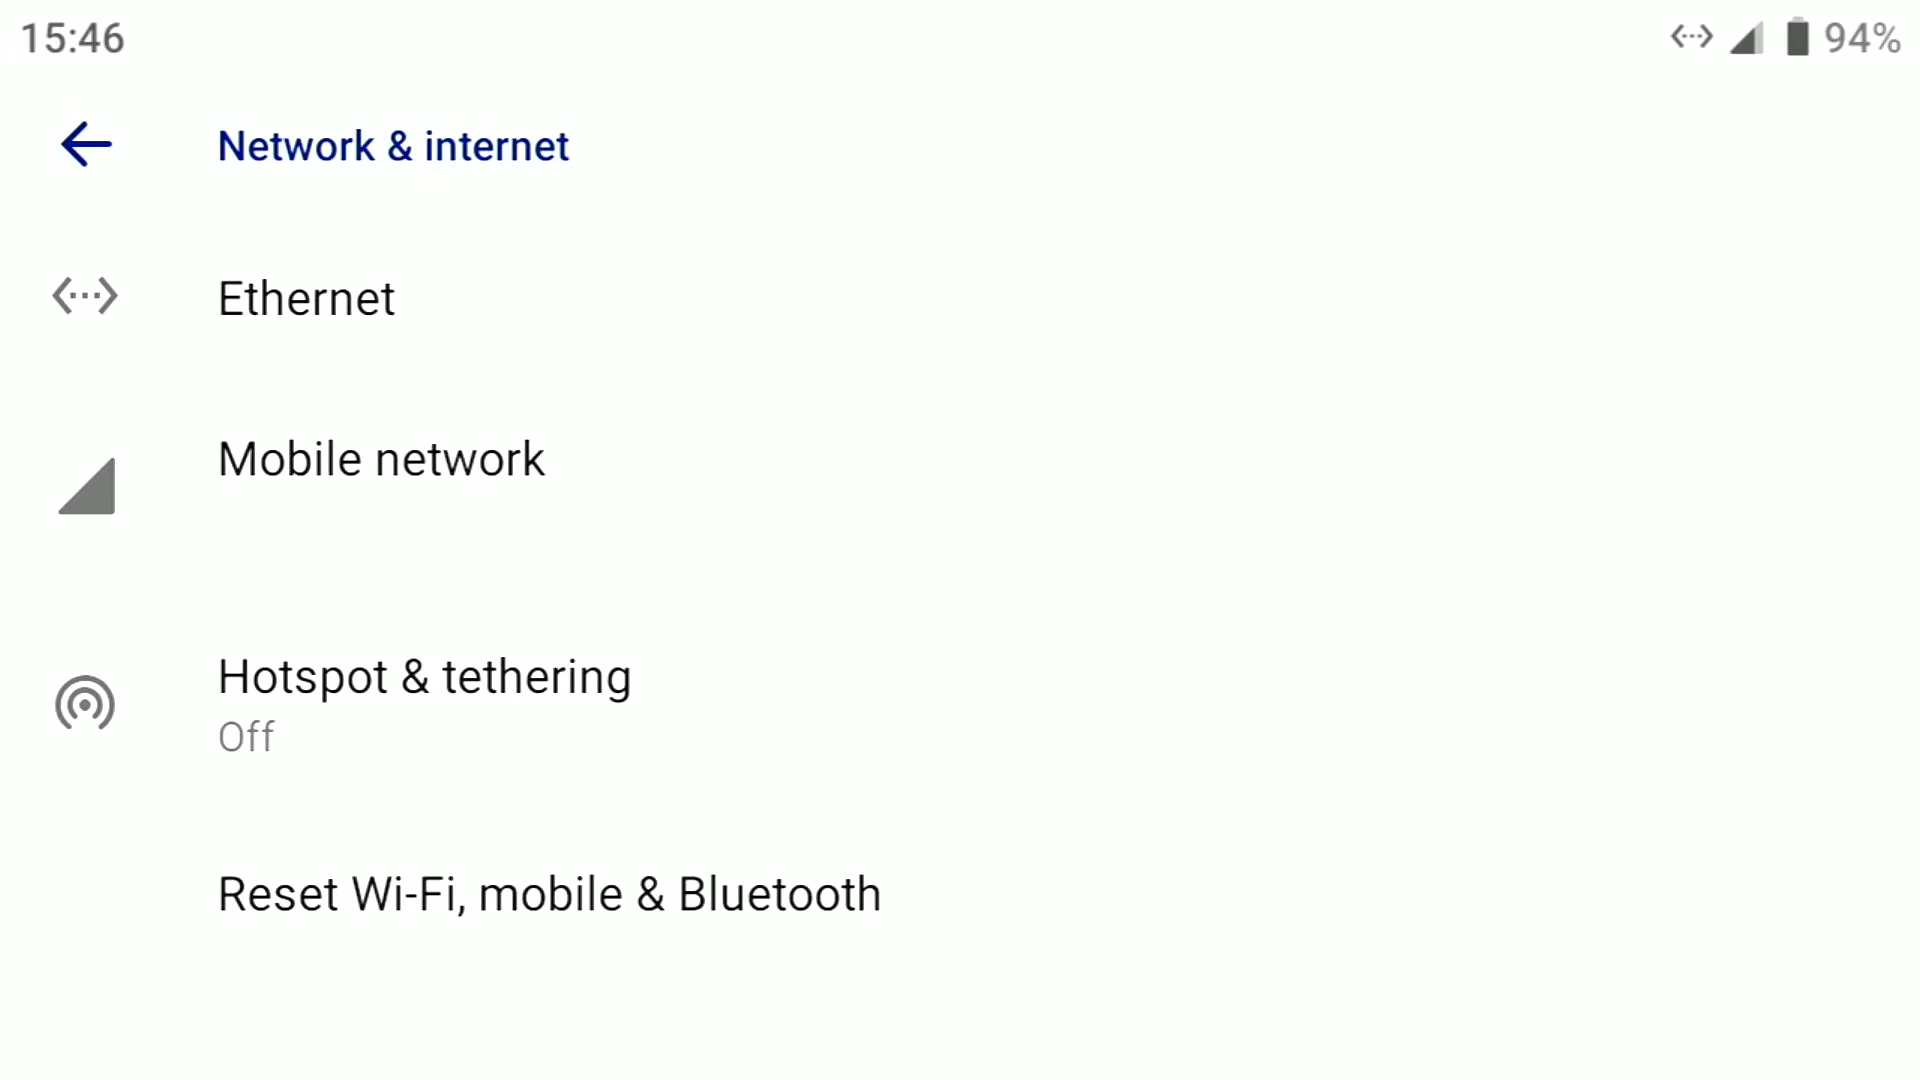 15:46
94%
Network & internet
Ethernet
Mobile network
Hotspot & tethering
Off
Reset Wi-Fi, mobile & Bluetooth